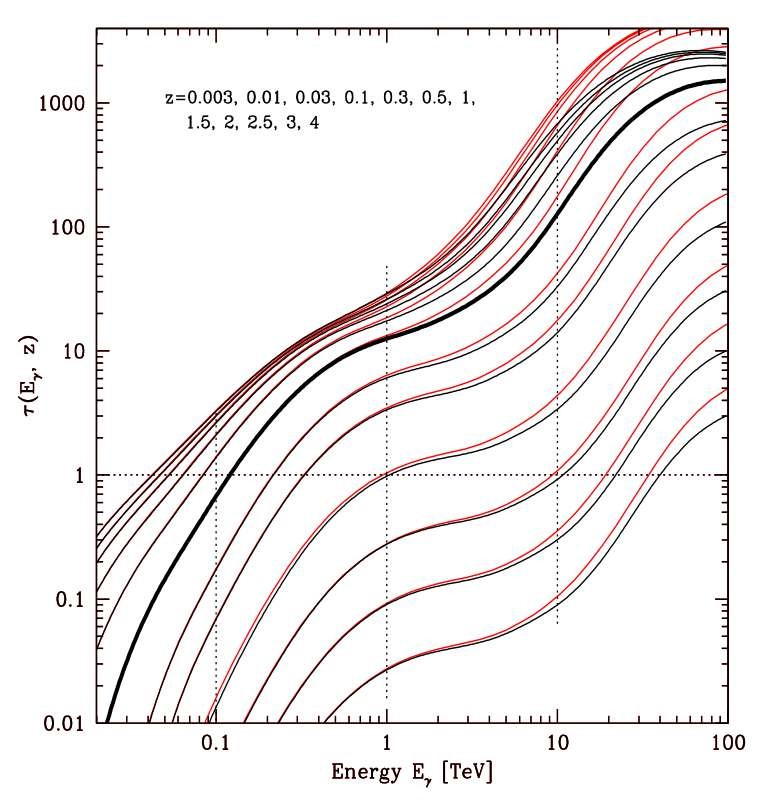 z=0.003, 0.01, 0.03, 0.1, 0.3, 0.5, 1,
1.5, 2, 2.5, 3, 4
1000
100
10
1
0.1
0.01
τ(Eγ, z)
0.1
1
10
100
Energy Eγ [TeV]